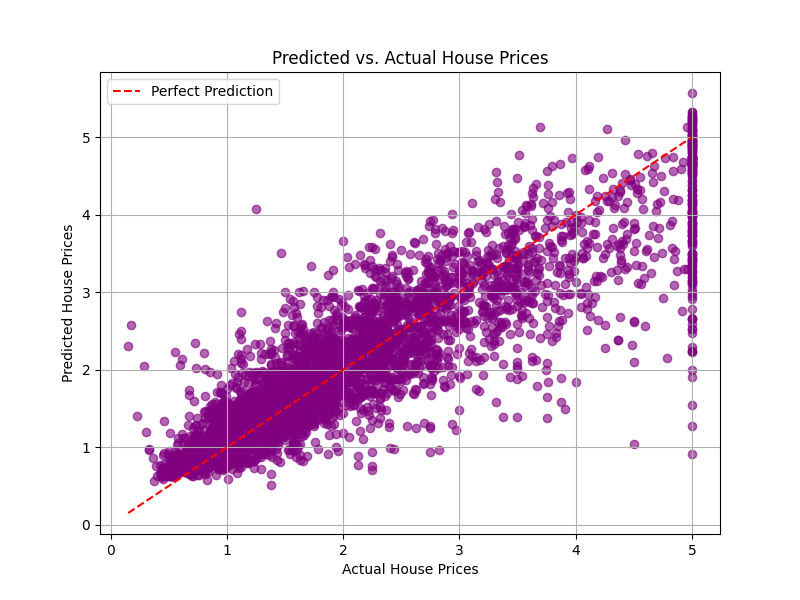 Predicted vs. Actual House Prices
Perfect Prediction
Predicted House Prices
5
4
3
2
1
0
0 1 2 3 4 5
Actual House Prices